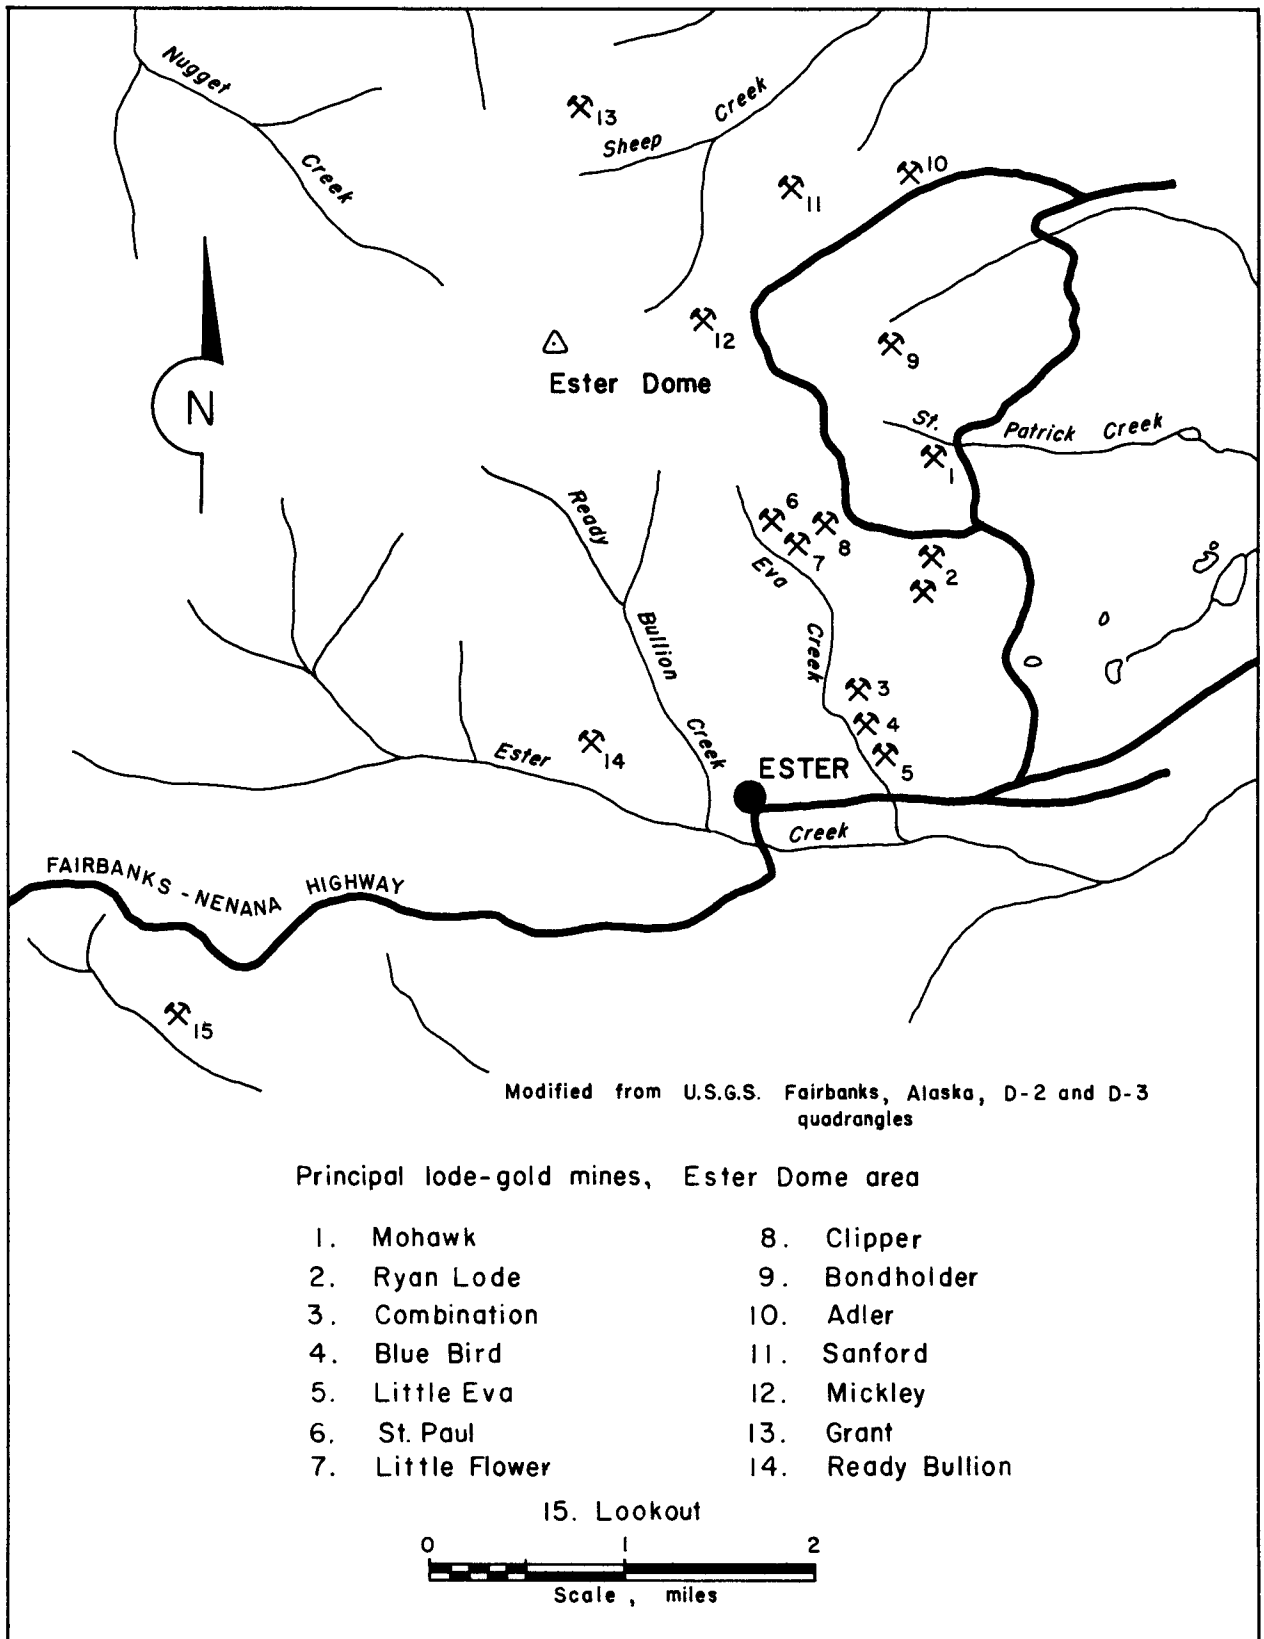 Nugget
Creek
13
Sheep Creek
10
11
12
Ester Dome
9
N
St. Patrick Creek
1
Ready
Bullion
Creek
6
8
7
2
Eva
Creek
3
4
5
14
Ester
ESTER
Creek
FAIRBANKS - NENANA HIGHWAY
15
Modified from U.S.G.S. Fairbanks, Alaska, D-2 and D-3
quadrangles
Principal lode-gold mines, Ester Dome area
1. Mohawk
2. Ryan Lode
3. Combination
4. Blue Bird
5. Little Eva
6. St. Paul
7. Little Flower
8. Clipper
9. Bondholder
10. Adler
11. Sanford
12. Mickley
13. Grant
14. Ready Bullion
15. Lookout
0 1 2
Scale, miles